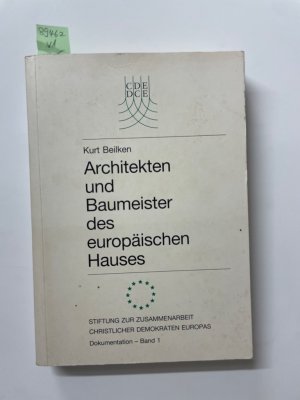 CDE
DCE
Kurt Beilken
Architekten
und
Baumeister
des
europäischen
Hauses
STIFTUNG ZUR ZUSAMMENARBEIT
CHRISTLICHER DEMOKRATEN EUROPAS
Dokumentation – Band 1